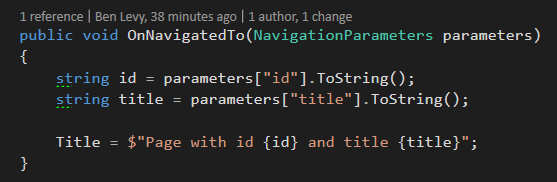 1 reference | Ben Levy, 38 minutes ago | 1 author, 1 change
public void OnNavigatedTo(NavigationParameters parameters)
{
    string id = parameters["id"].ToString();
    string title = parameters["title"].ToString();

    Title = $"Page with id {id} and title {title}";
}